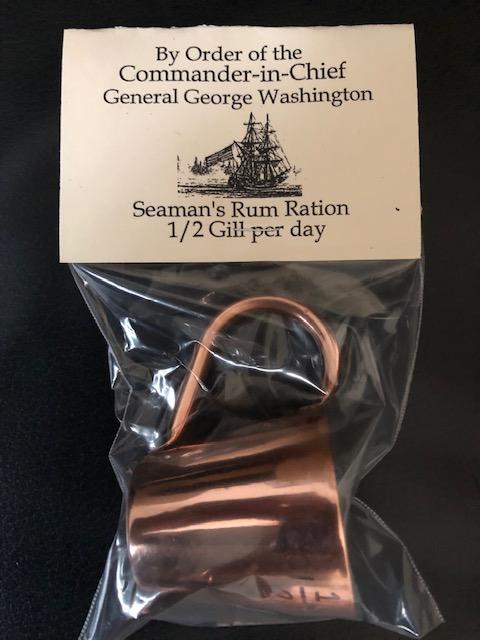 By Order of the
Commander-in-Chief
General George Washington
Seaman's Rum Ration
1/2 Gill per day